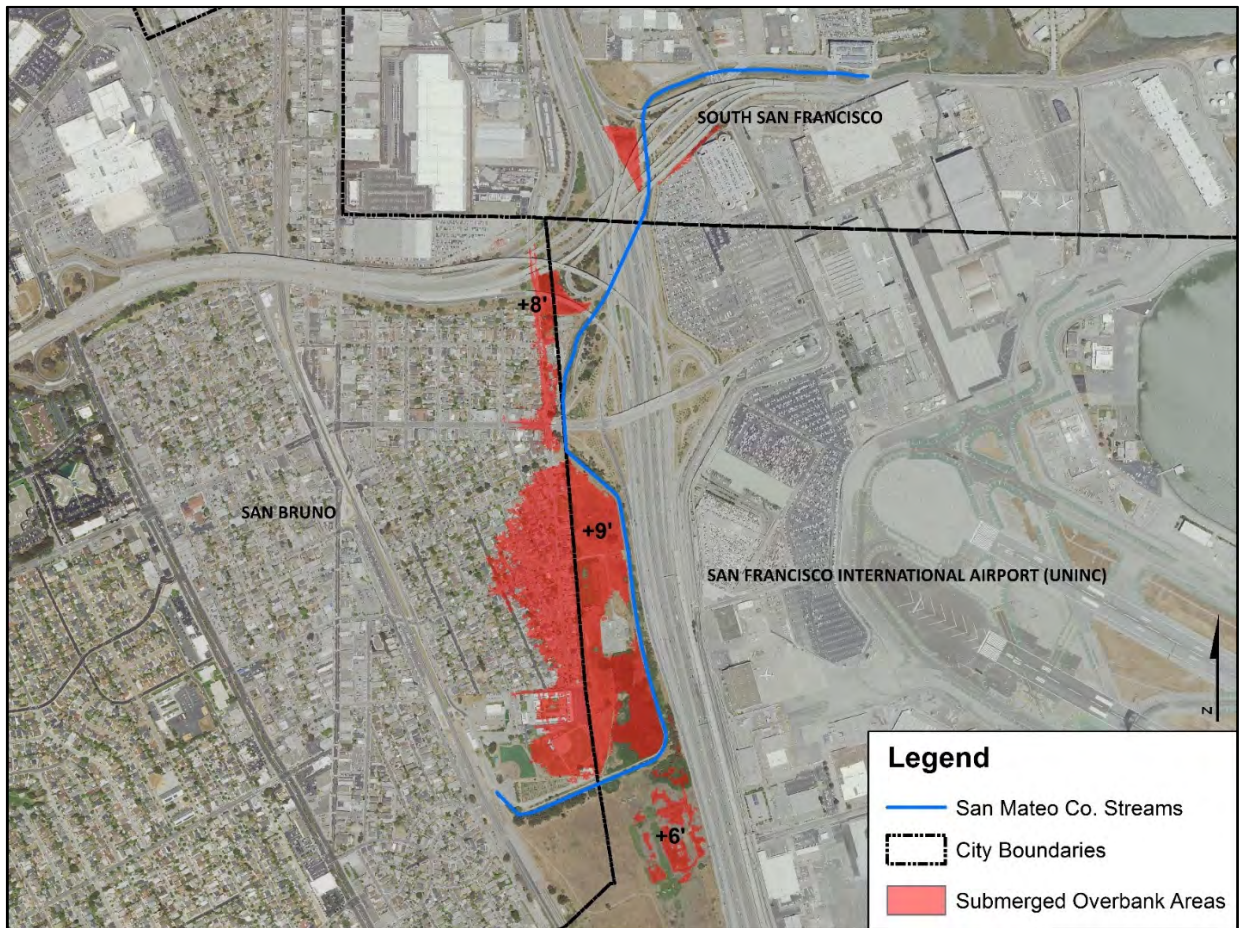 SOUTH SAN FRANCISCO
+8'
SAN BRUNO
+9'
SAN FRANCISCO INTERNATIONAL AIRPORT (UNINC)
N
+6'
Legend
San Mateo Co. Streams
City Boundaries
Submerged Overbank Areas